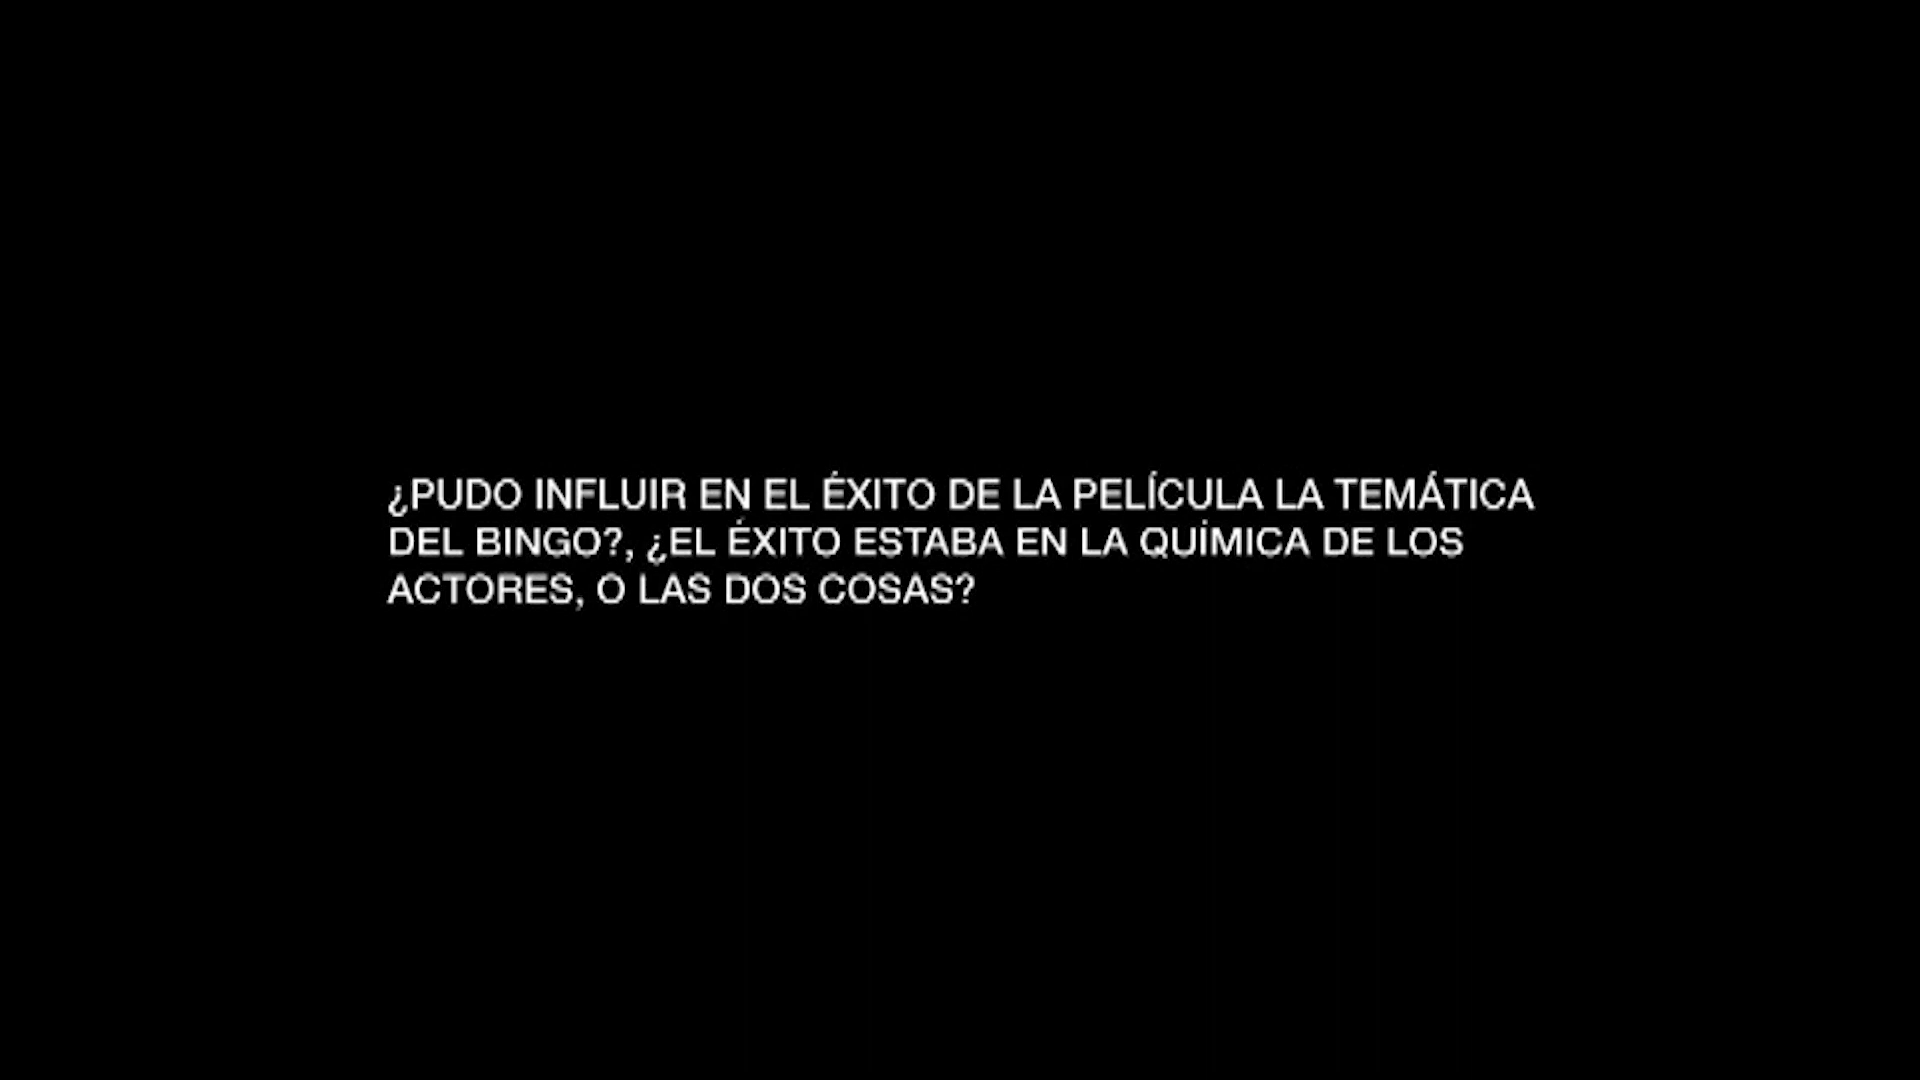 ¿PUDO INFLUIR EN EL ÉXITO DE LA PELÍCULA LA TEMÁTICA
DEL BINGO?, ¿EL ÉXITO ESTABA EN LA QUÍMICA DE LOS
ACTORES, O LAS DOS COSAS?